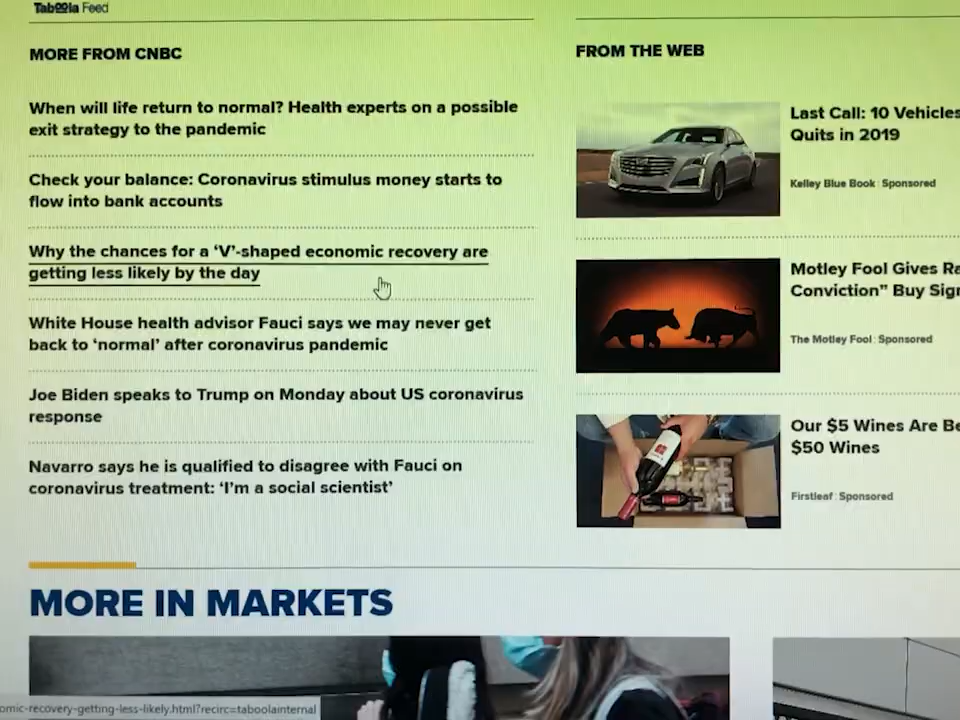 Taboola Feed
MORE FROM CNBC
When will life return to normal? Health experts on a possible
exit strategy to the pandemic
Check your balance: Coronavirus stimulus money starts to
flow into bank accounts
Why the chances for a ‘V’-shaped economic recovery are
getting less likely by the day
White House health advisor Fauci says we may never get
back to ‘normal’ after coronavirus pandemic
Joe Biden speaks to Trump on Monday about US coronavirus
response
Navarro says he is qualified to disagree with Fauci on
coronavirus treatment: ‘I’m a social scientist’
FROM THE WEB
Last Call: 10 Vehicles
Quits in 2019
Kelley Blue Book | Sponsored
Motley Fool Gives Ra
Conviction” Buy Sig
The Motley Fool | Sponsored
Our $5 Wines Are Be
$50 Wines
Firstleaf | Sponsored
MORE IN MARKETS
omic-recovery-getting-less-likely.html?recirc=taboolainternal